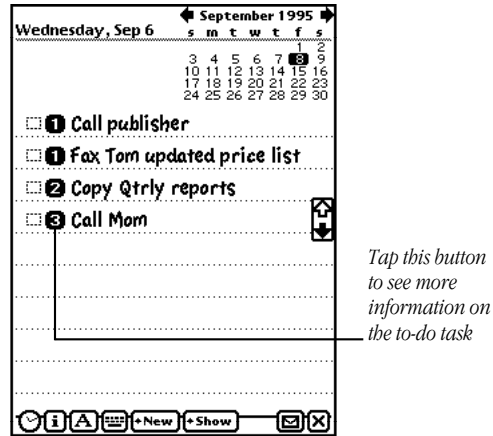 September 1995
Wednesday, Sep 6
s m t w t f s
1 2
3 4 5 6 7 8 9
10 11 12 13 14 15 16
17 18 19 20 21 22 23
24 25 26 27 28 29 30
1 Call publisher
1 Fax Tom updated price list
2 Copy Qtrly reports
3 Call Mom
Tap this button
to see more
information on
the to-do task
i A New Show X